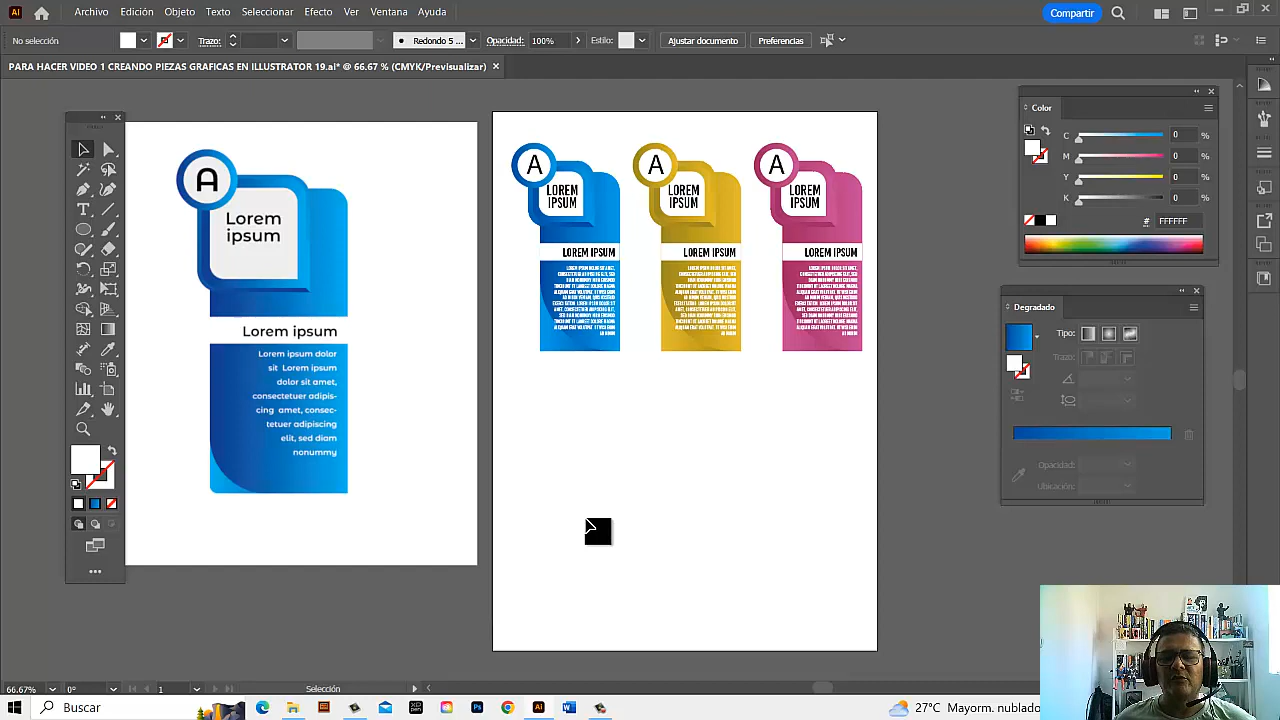 Archivo Edición Objeto Texto Seleccionar Efecto Ver Ventana Ayuda
Compartir
No selección
Trazo:
Redondo 5 ...
Opacidad:
100%
Estilo:
Ajustar documento
Preferencias
PARA HACER VIDEO 1 CREANDO PIEZAS GRAFICAS EN ILLUSTRATOR 19.ai* @ 66.67 % (CMYK/Previsualizar)
A
Lorem
ipsum
Lorem ipsum
Lorem ipsum dolor
sit Lorem ipsum
dolor sit amet,
consectetuer adipis-
cing amet, consec-
tetuer adipiscing
elit, sed diam
nonummy
A
LOREM
IPSUM
LOREM IPSUM
A
LOREM
IPSUM
LOREM IPSUM
A
LOREM
IPSUM
LOREM IPSUM
Color
C 0 %
M 0 %
Y 0 %
K 0 %
# FFFFFF
Degradado
Tipo:
Trazo:
Opacidad:
Ubicación:
66.67%
0°
1
Selección
Buscar
27°C Mayorm. nublado